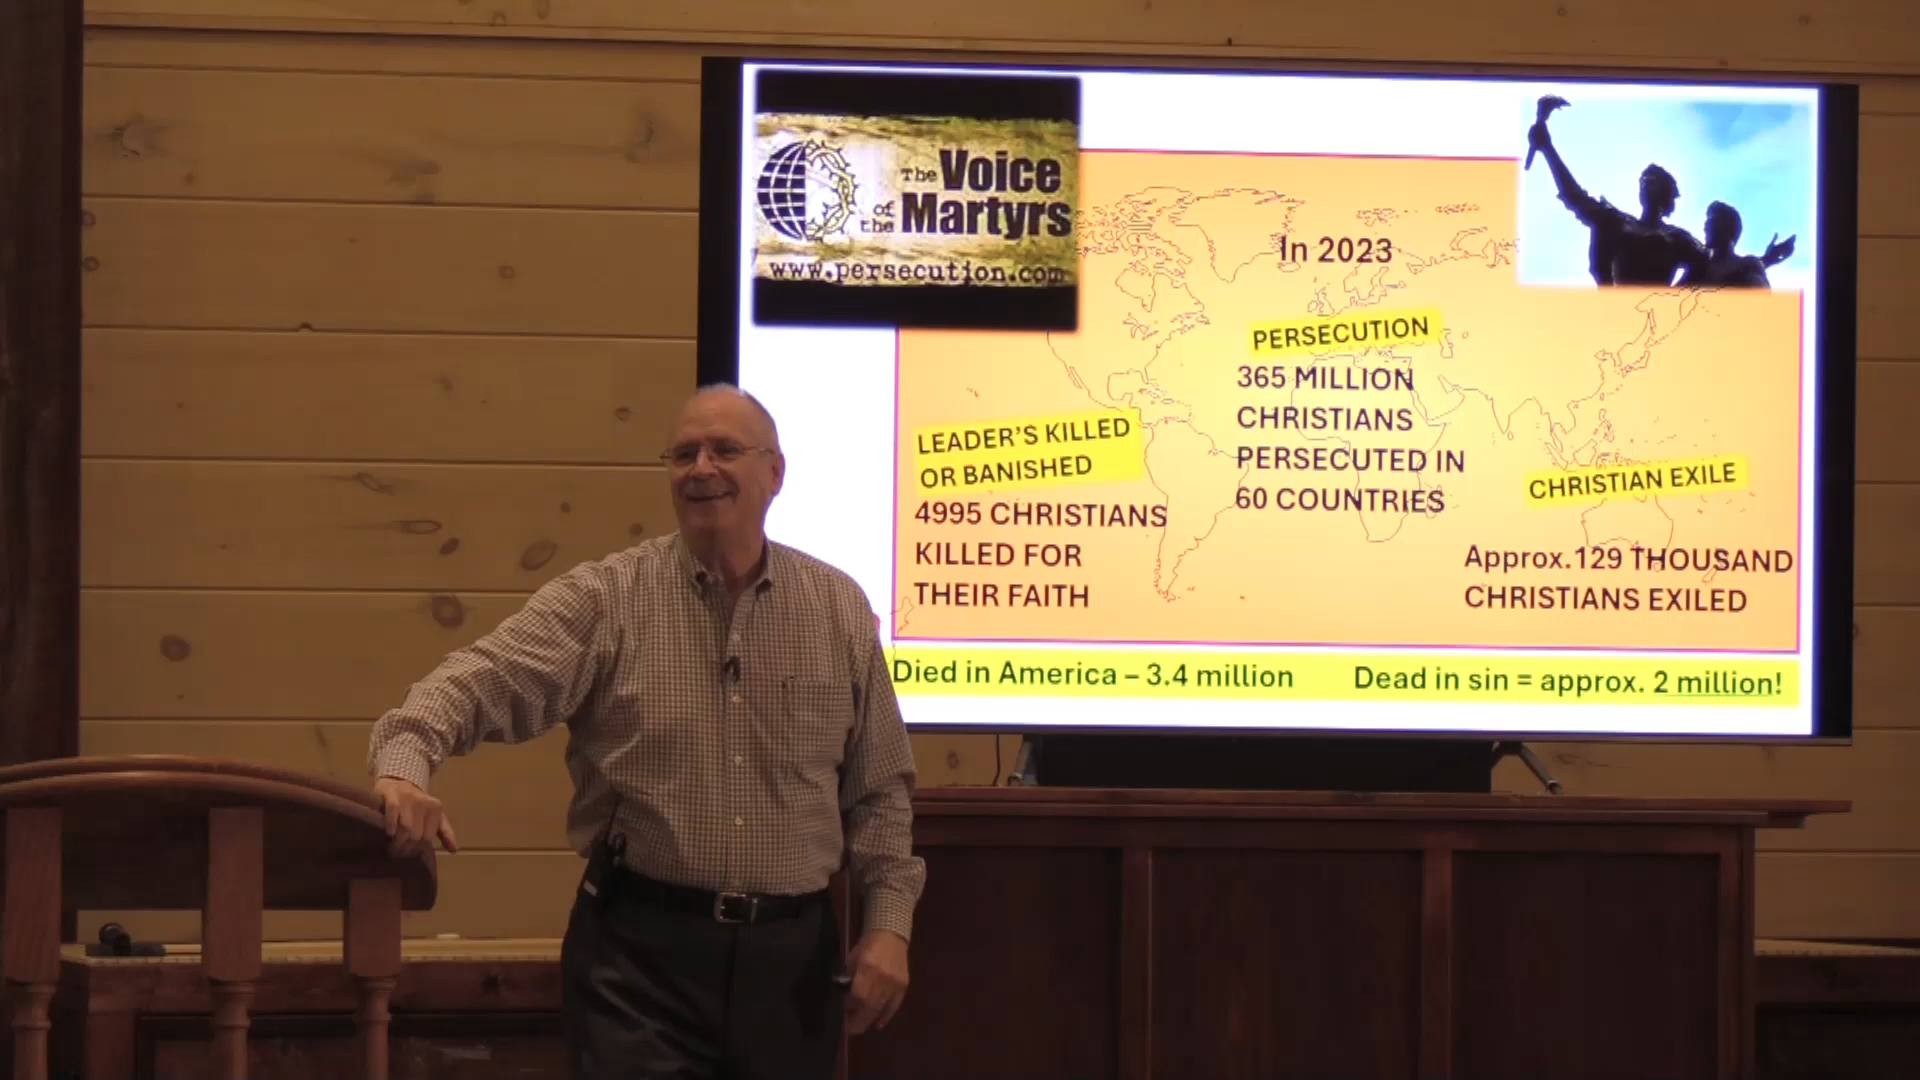 The Voice
of the Martyrs
www.persecution.com
In 2023
PERSECUTION
365 MILLION
CHRISTIANS
PERSECUTED IN
60 COUNTRIES
LEADER'S KILLED
OR BANISHED
4995 CHRISTIANS
KILLED FOR
THEIR FAITH
CHRISTIAN EXILE
Approx.129 THOUSAND
CHRISTIANS EXILED
Died in America – 3.4 million
Dead in sin = approx. 2 million!